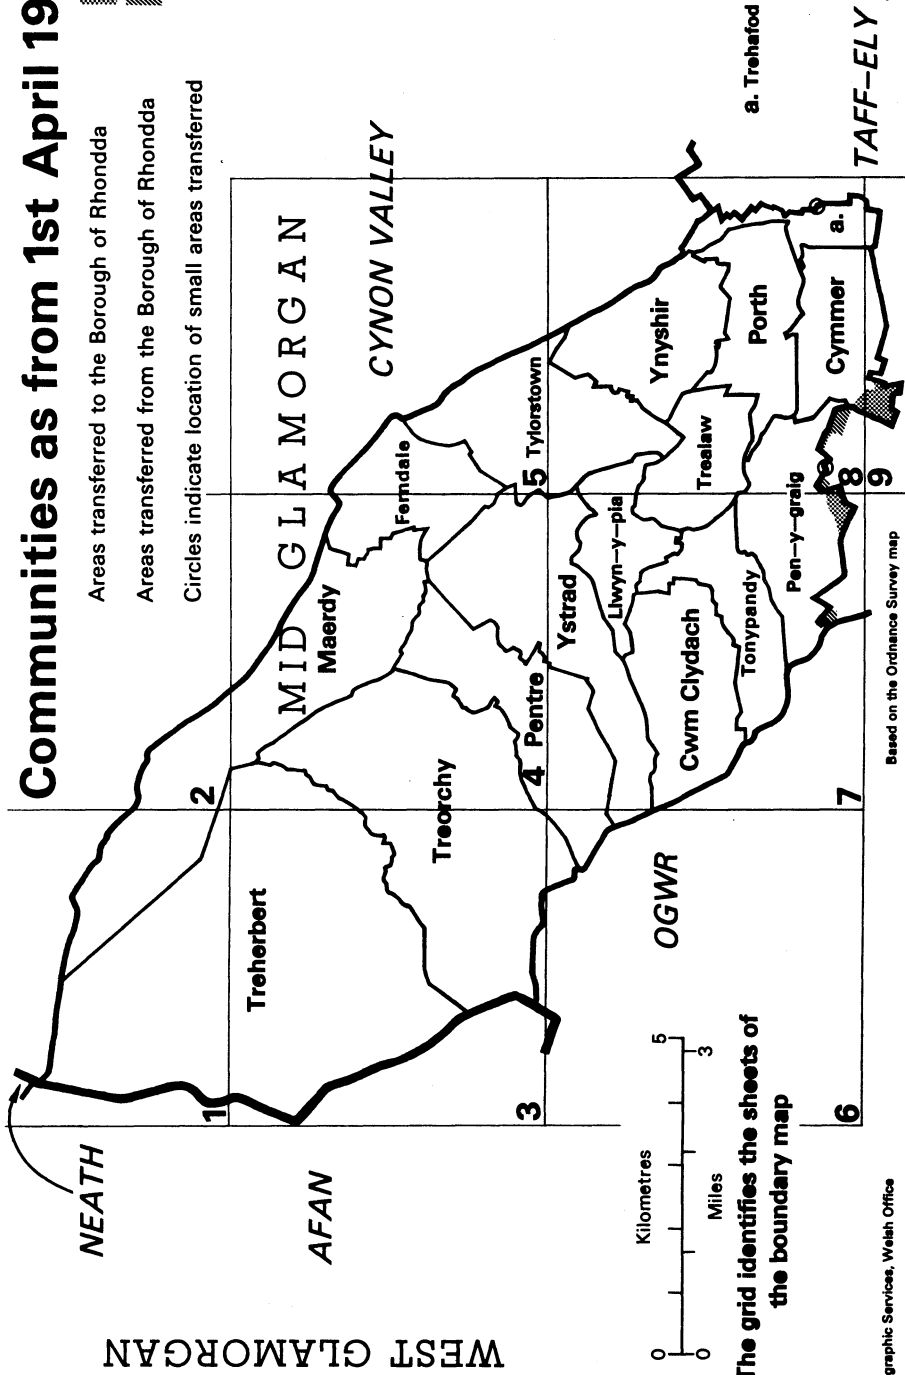 Communities as from 1st April 19
Areas transferred to the Borough of Rhondda
Areas transferred from the Borough of Rhondda
Circles indicate location of small areas transferred
NEATH
AFAN
WEST GLAMORGAN
MID GLAMORGAN
CYNON VALLEY
OGWR
TAFF–ELY
a. Trehafod
1
2
3
4
5
6
7
8
9
Treherbert
Maerdy
Ferndale
Treorchy
Pentre
Tylorstown
Ystrad
Llwyn–y–pia
Ynyshir
Cwm Clydach
Trealaw
Porth
Tonypandy
Pen–y–graig
Cymmer
a.
Kilometres
0
5
Miles
0
3
The grid identifies the sheets of
the boundary map
graphic Services, Welsh Office
Based on the Ordnance Survey map